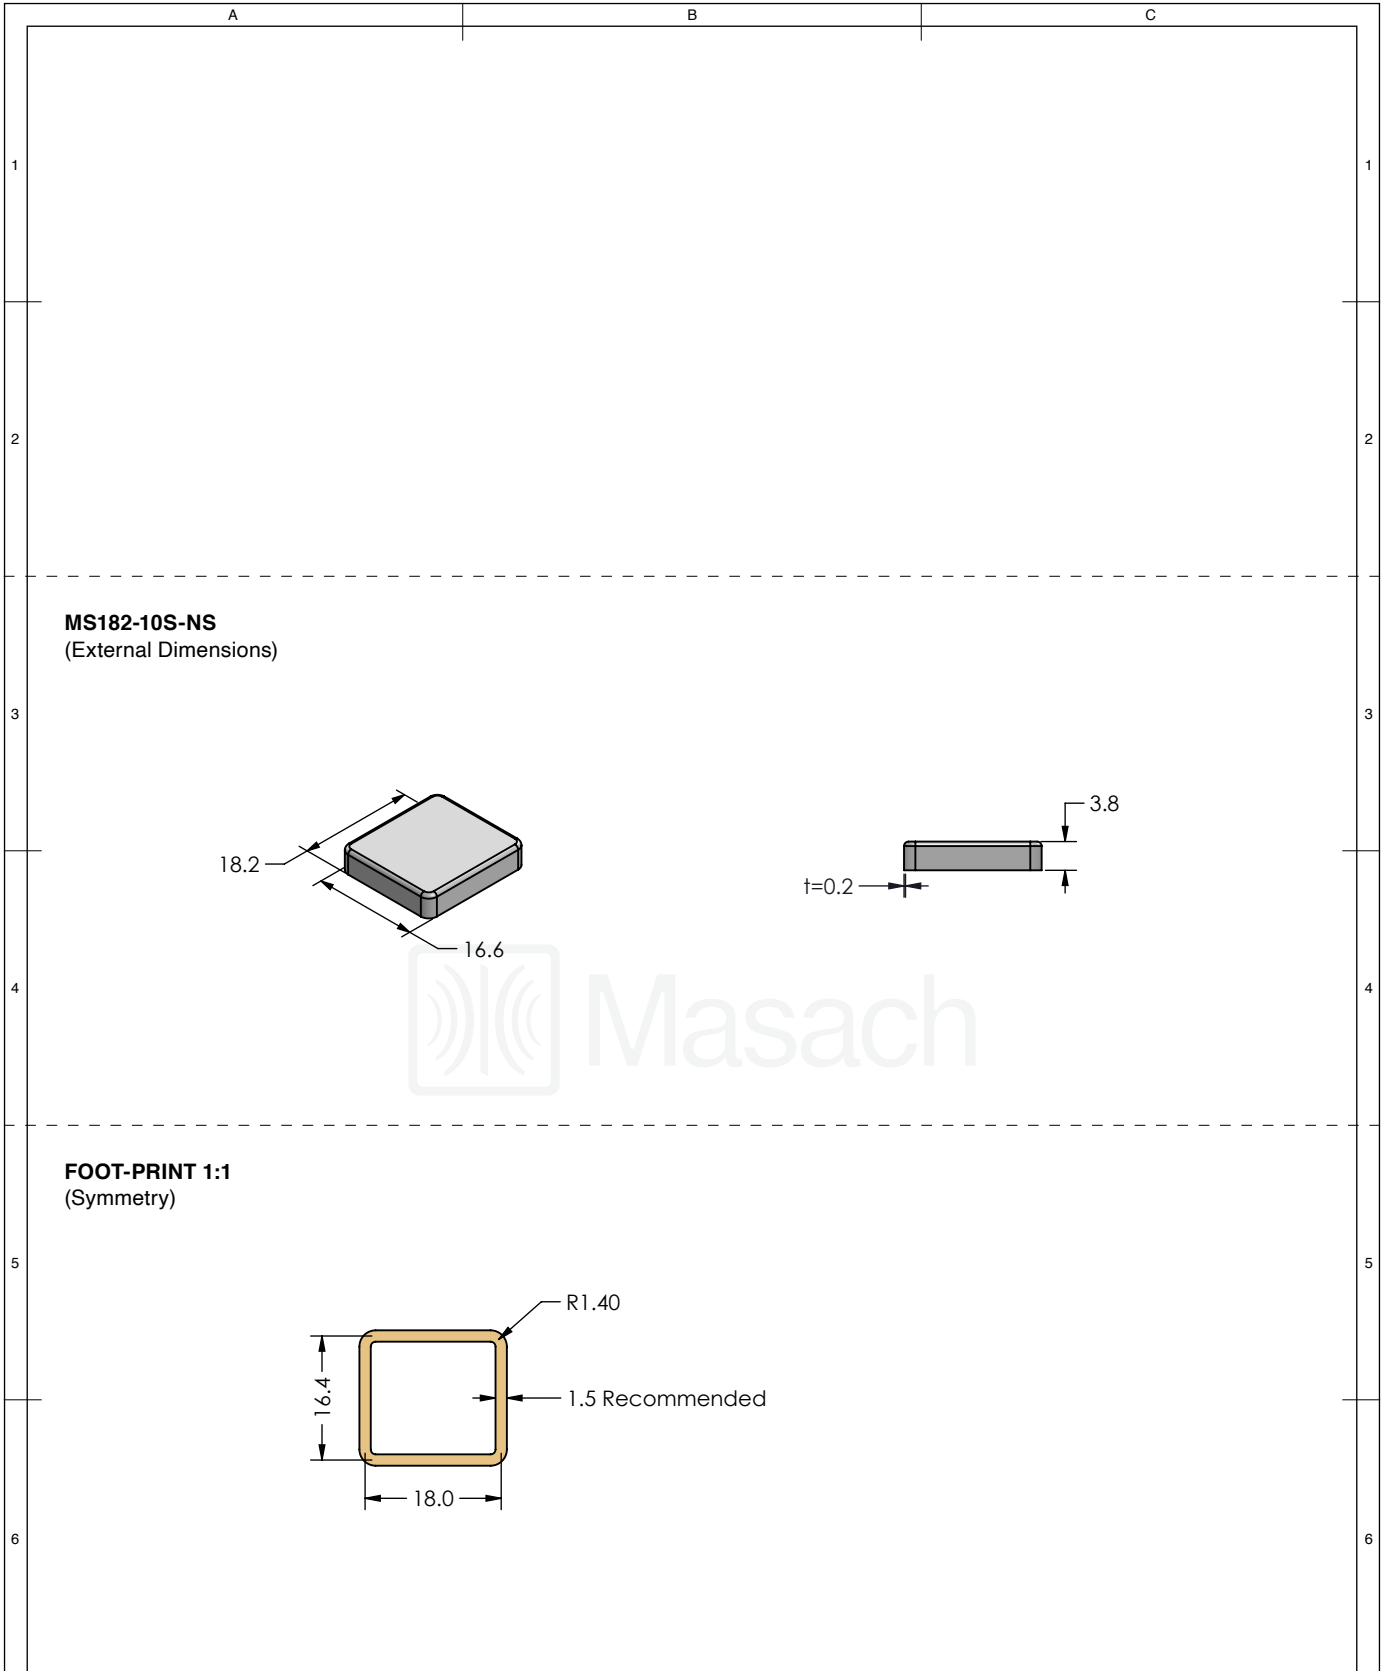 A B C
1 1
2 2
MS182-10S-NS
(External Dimensions)
3 3
3.8
18.2
t=0.2
16.6
Masach
4 4
FOOT-PRINT 1:1
(Symmetry)
5 5
R1.40
16.4
1.5 Recommended
18.0
6 6